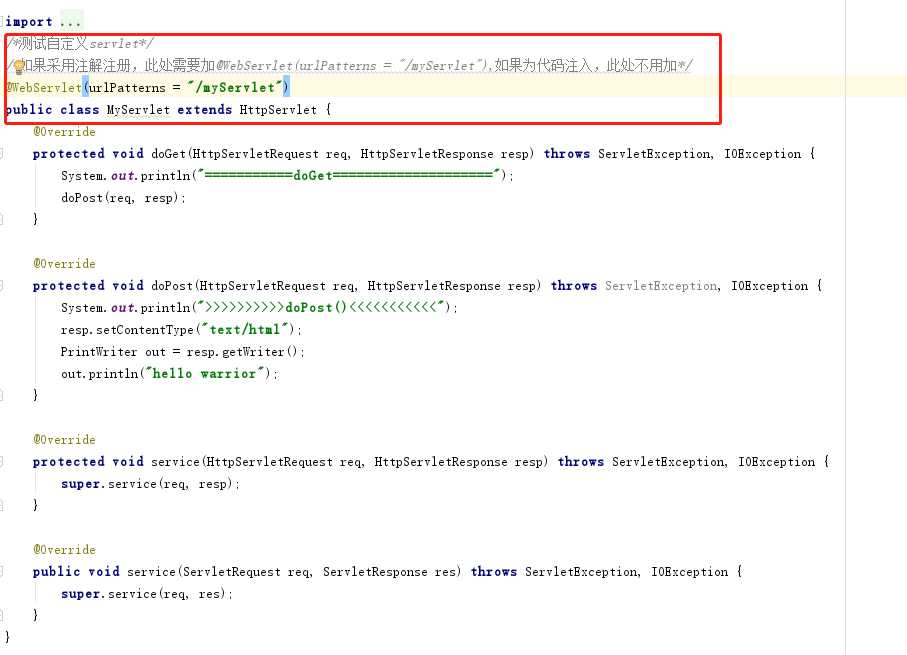 import ...
/*测试自定义servlet*/
/*如果采用注解注册，此处需要加@WebServlet(urlPatterns = "/myServlet"),如果为代码注入，此处不用加*/
@WebServlet(urlPatterns = "/myServlet")
public class MyServlet extends HttpServlet {
@Override
protected void doGet(HttpServletRequest req, HttpServletResponse resp) throws ServletException, IOException {
System.out.println("===========doGet====================");
doPost(req, resp);
}
@Override
protected void doPost(HttpServletRequest req, HttpServletResponse resp) throws ServletException, IOException {
System.out.println(">>>>>>>>>>doPost()<<<<<<<<<<<");
resp.setContentType("text/html");
PrintWriter out = resp.getWriter();
out.println("hello warrior");
}
@Override
protected void service(HttpServletRequest req, HttpServletResponse resp) throws ServletException, IOException {
super.service(req, resp);
}
@Override
public void service(ServletRequest req, ServletResponse res) throws ServletException, IOException {
super.service(req, res);
}
}